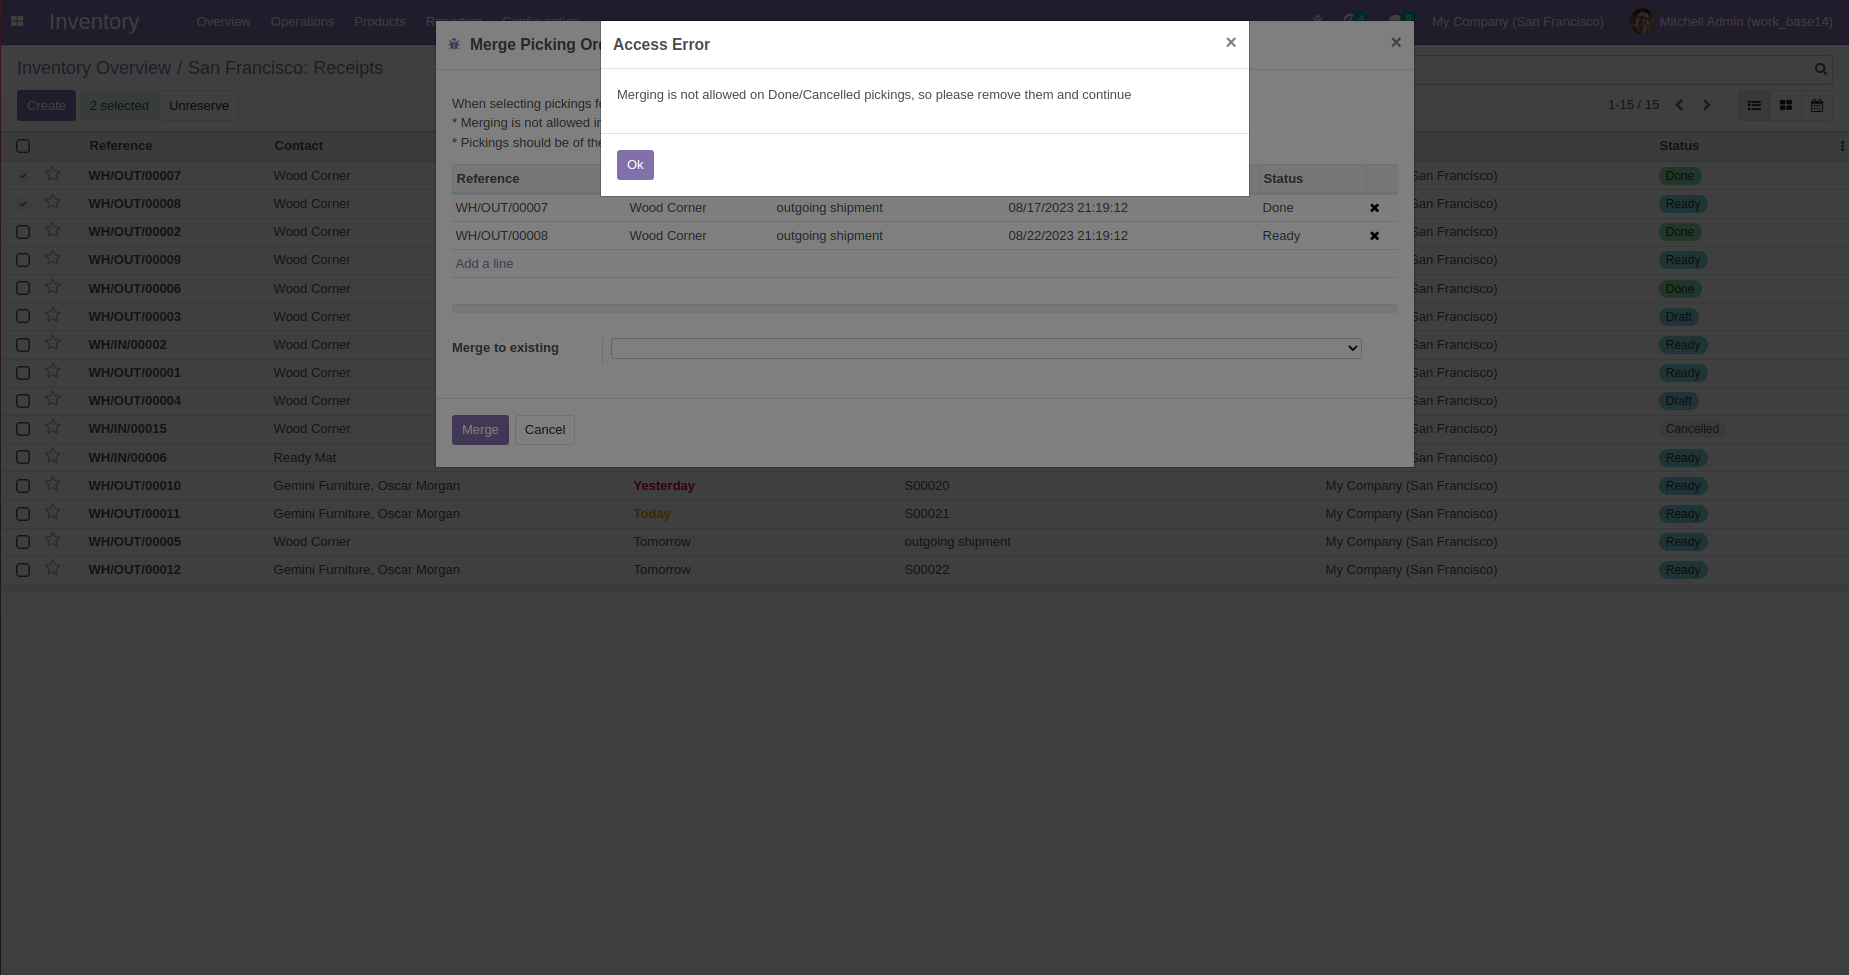 Inventory Overview Operations Products 4 5 My Company (San Francisco) Mitchell Admin (work_base14)
Merge Picking
Access Error
Inventory Overview / San Francisco: Receipts
Create 2 selected Unreserve
1-15 / 15
When selecting pickings
* Merging is not allowed
* Pickings should be of
Merging is not allowed on Done/Cancelled pickings, so please remove them and continue
Ok
Reference Status
WH/OUT/00007 Wood Corner outgoing shipment 08/17/2023 21:19:12 Done
WH/OUT/00008 Wood Corner outgoing shipment 08/22/2023 21:19:12 Ready
Add a line
Merge to existing
Merge Cancel
Reference Contact Status
WH/OUT/00007 Wood Corner San Francisco) Done
WH/OUT/00008 Wood Corner San Francisco) Ready
WH/OUT/00002 Wood Corner San Francisco) Done
WH/OUT/00009 Wood Corner San Francisco) Ready
WH/OUT/00006 Wood Corner San Francisco) Done
WH/OUT/00003 Wood Corner San Francisco) Draft
WH/IN/00002 Wood Corner San Francisco) Ready
WH/OUT/00001 Wood Corner San Francisco) Ready
WH/OUT/00004 Wood Corner San Francisco) Draft
WH/IN/00015 Wood Corner San Francisco) Cancelled
WH/IN/00006 Ready Mat San Francisco) Ready
WH/OUT/00010 Gemini Furniture, Oscar Morgan Yesterday S00020 My Company (San Francisco) Ready
WH/OUT/00011 Gemini Furniture, Oscar Morgan Today S00021 My Company (San Francisco) Ready
WH/OUT/00005 Wood Corner Tomorrow outgoing shipment My Company (San Francisco) Ready
WH/OUT/00012 Gemini Furniture, Oscar Morgan Tomorrow S00022 My Company (San Francisco) Ready